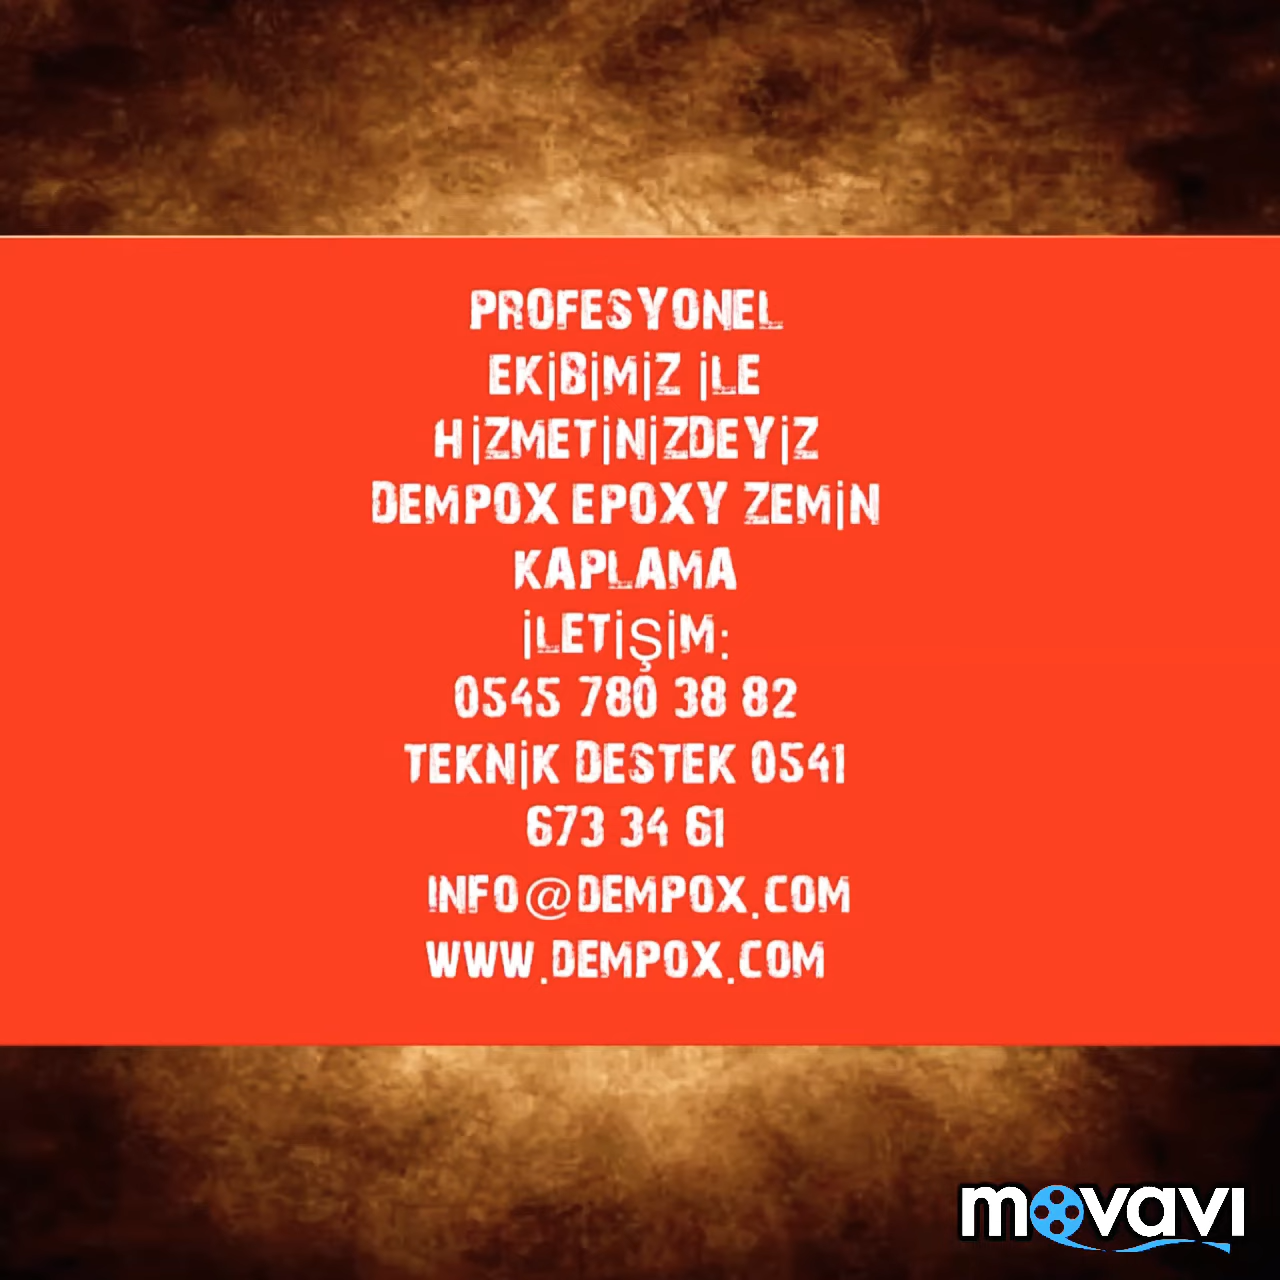 PROFESYONEL
EKİBİMİZ İLE
HİZMETİNİZDEYİZ
DEMPOX EPOXY ZEMİN
KAPLAMA
İLETİŞİM:
0545 780 38 82
TEKNİK DESTEK 0541
673 34 61
INFO@DEMPOX.COM
WWW.DEMPOX.COM
movavi